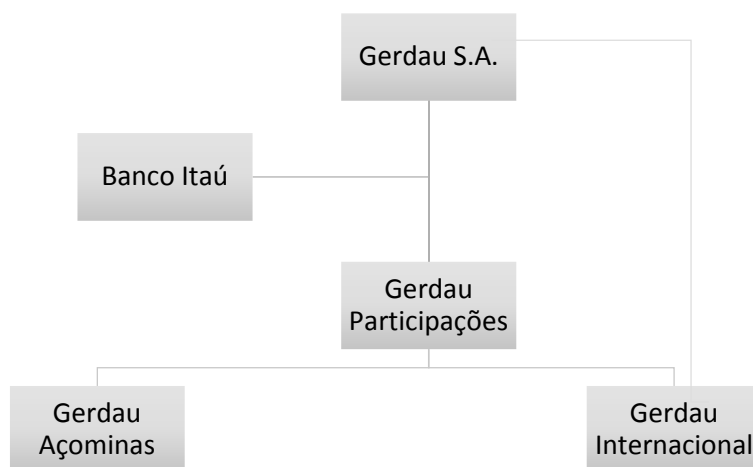 Gerdau S.A.
Banco Itaú
Gerdau
Participações
Gerdau
Açominas
Gerdau
Internacional